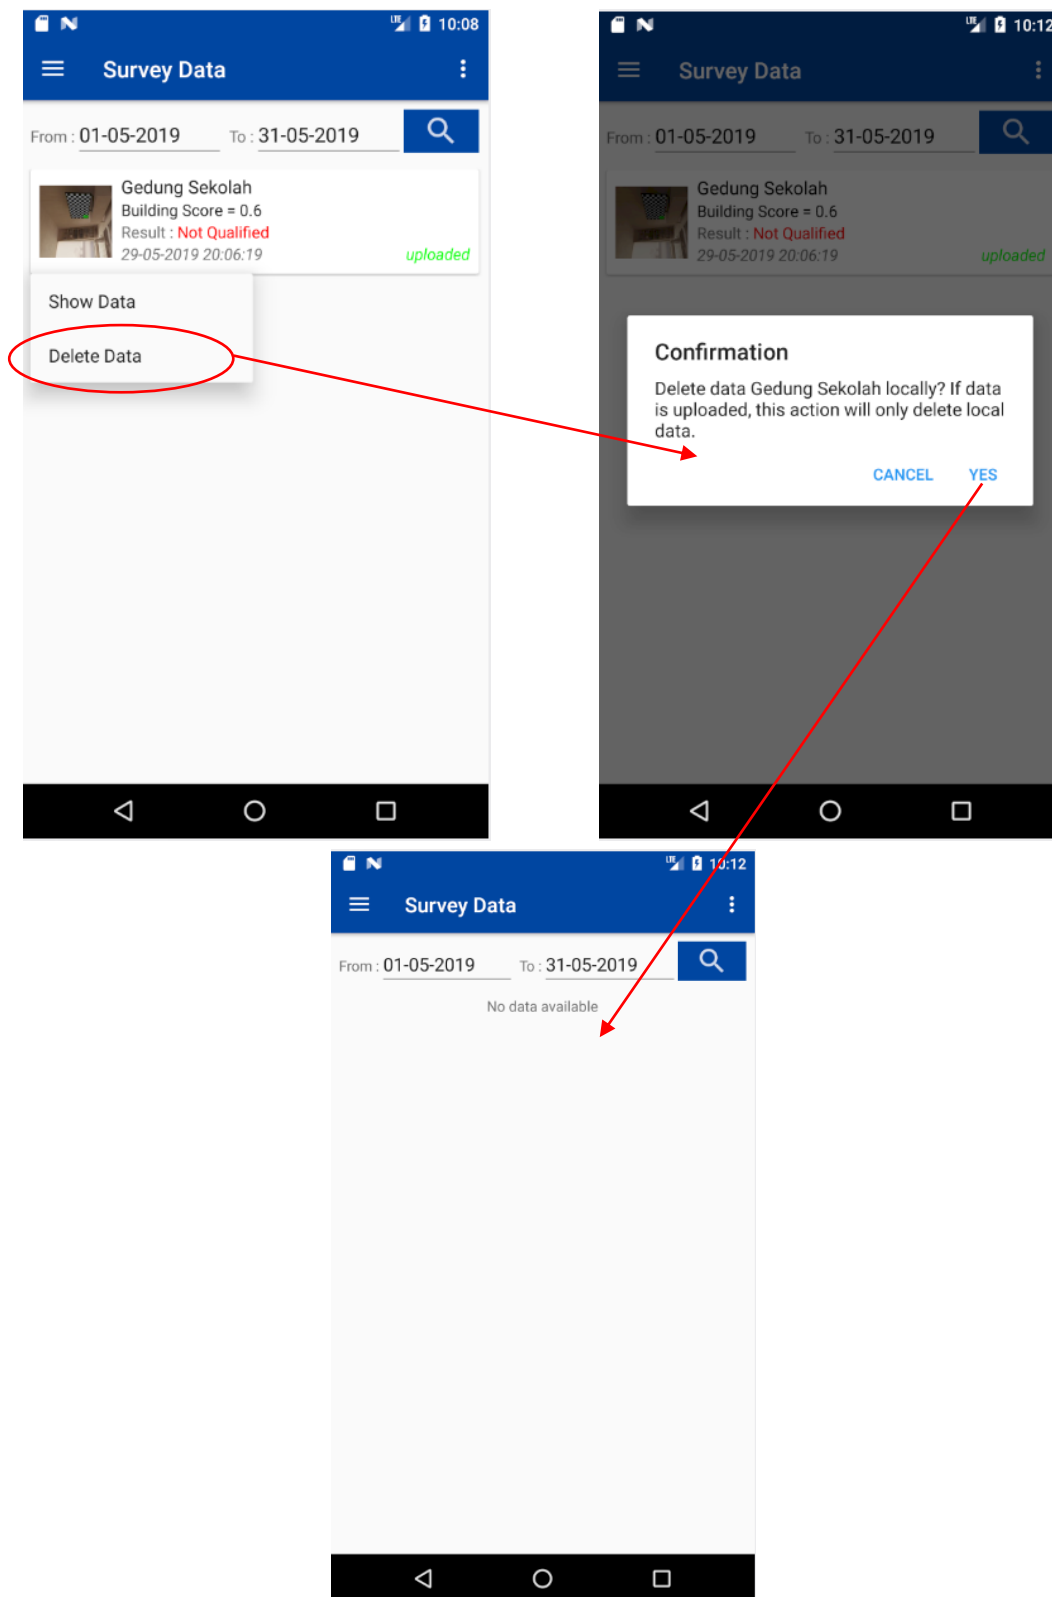 LTE 10:08
Survey Data
From : 01-05-2019 To : 31-05-2019
Gedung Sekolah
Building Score = 0.6
Result : Not Qualified
29-05-2019 20:06:19 uploaded
Show Data
Delete Data
LTE 10:12
Survey Data
From : 01-05-2019 To : 31-05-2019
Gedung Sekolah
Building Score = 0.6
Result : Not Qualified
29-05-2019 20:06:19 uploaded
Confirmation
Delete data Gedung Sekolah locally? If data
is uploaded, this action will only delete local
data.
CANCEL YES
LTE 10:12
Survey Data
From : 01-05-2019 To : 31-05-2019
No data available